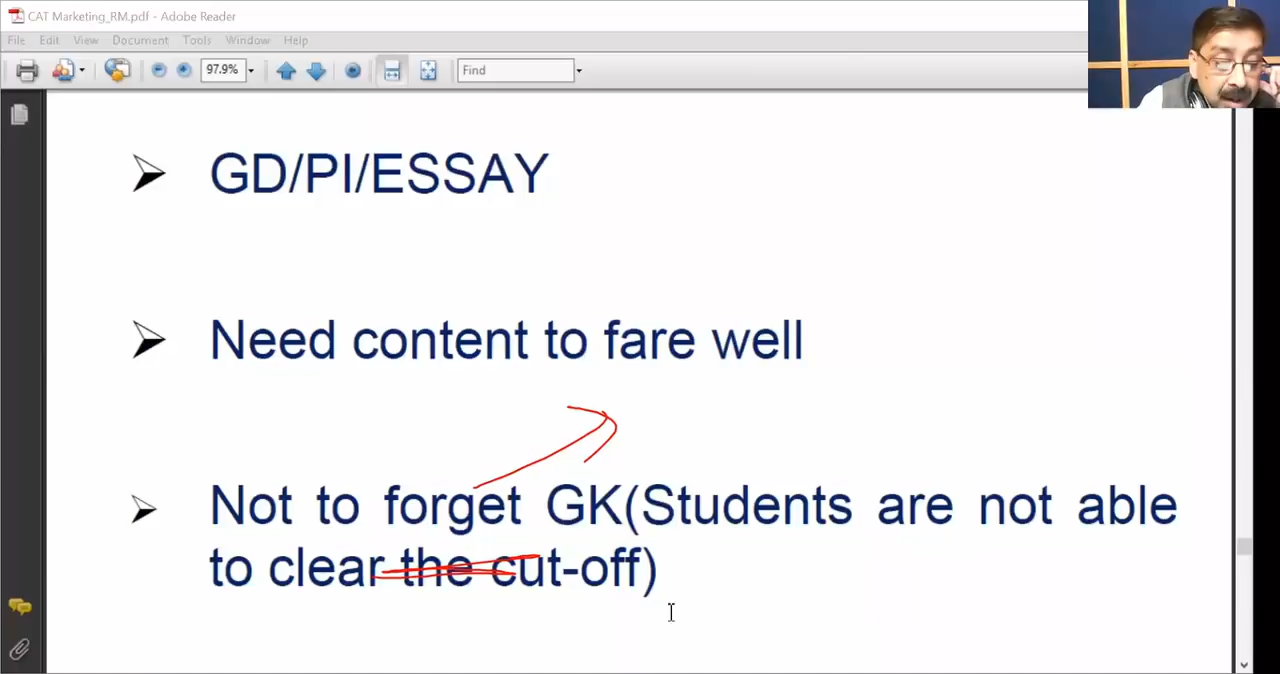 CAT Marketing_RM.pdf - Adobe Reader
File Edit View Document Tools Window Help
97.9% Find
GD/PI/ESSAY
Need content to fare well
Not to forget GK(Students are not able
to clear the cut-off)